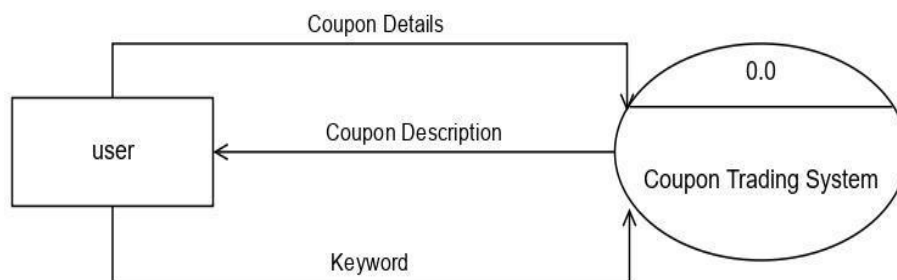 Coupon Details
0.0
user
Coupon Description
Coupon Trading System
Keyword